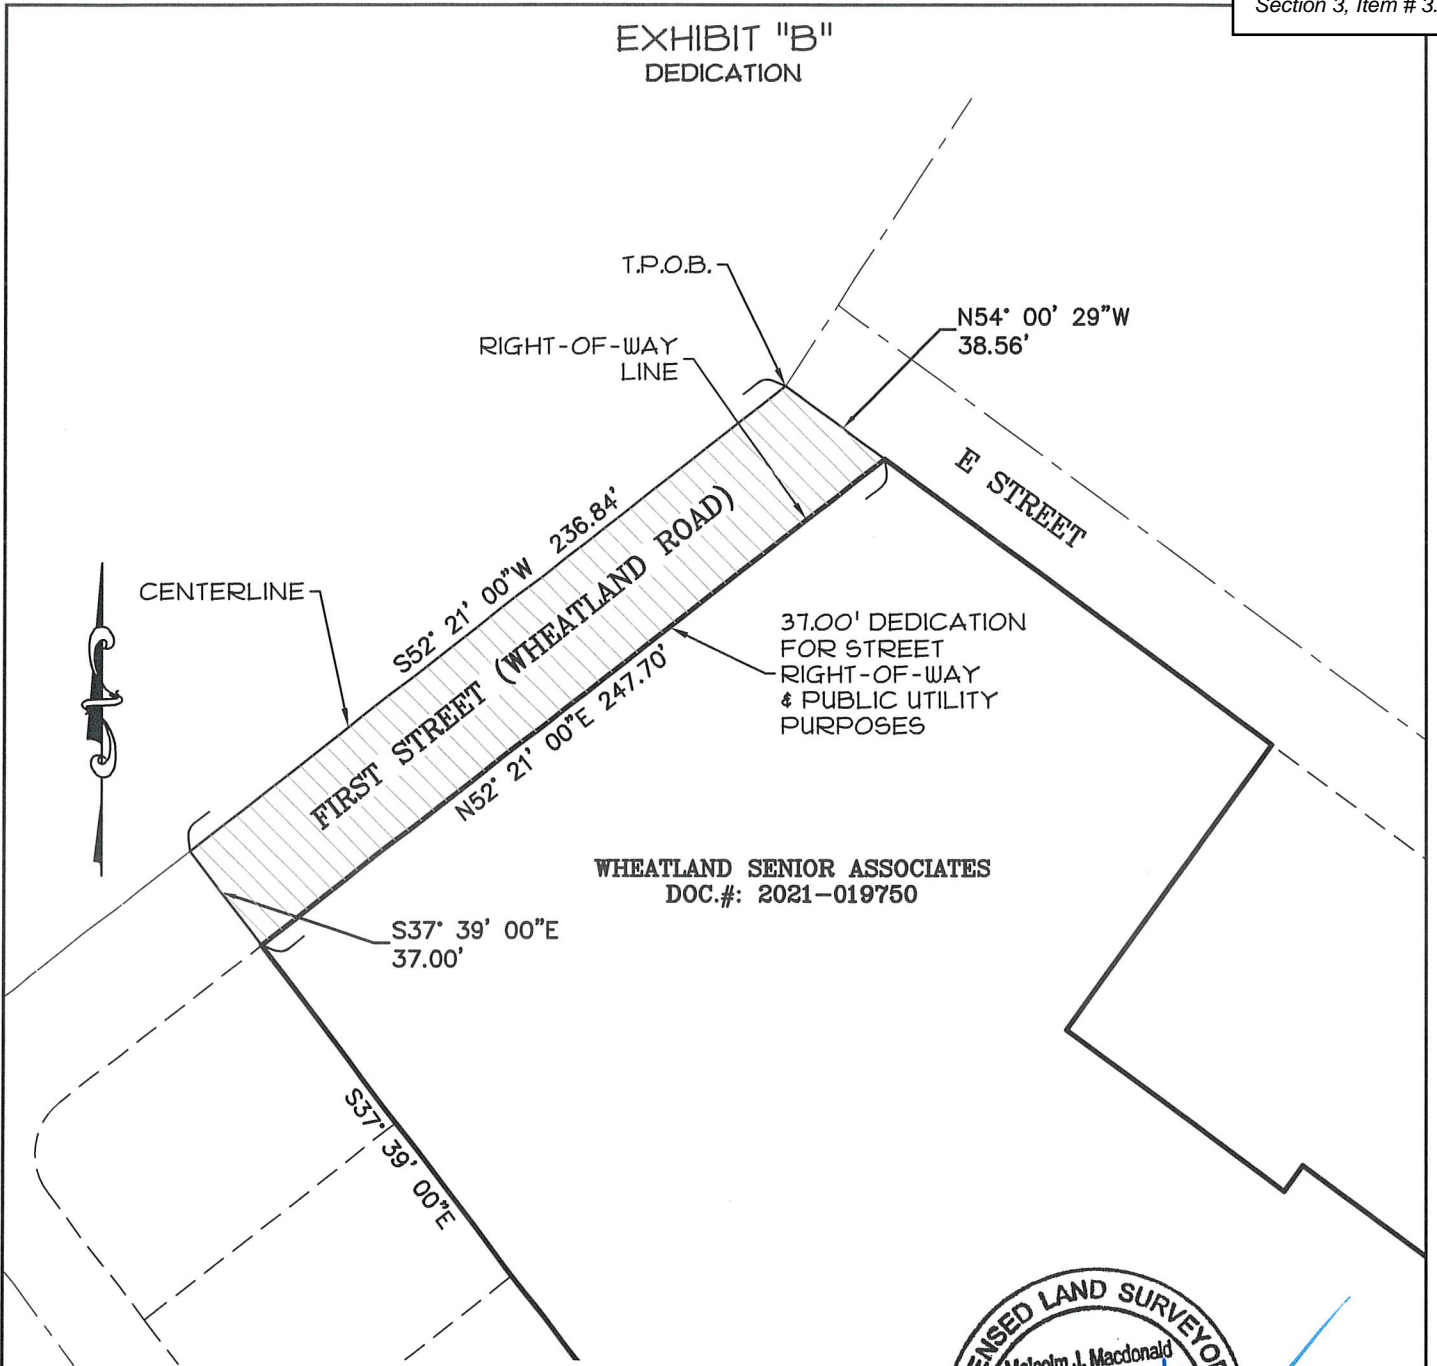 Section 3, Item # 3.
EXHIBIT "B"
DEDICATION
T.P.O.B.
RIGHT-OF-WAY
LINE
N54° 00' 29"W
38.56'
E STREET
S52° 21' 00"W 236.84'
CENTERLINE
FIRST STREET (WHEATLAND ROAD)
N52° 21' 00"E 247.70'
37.00' DEDICATION
FOR STREET
RIGHT-OF-WAY
& PUBLIC UTILITY
PURPOSES
WHEATLAND SENIOR ASSOCIATES
DOC.#: 2021-019750
S37° 39' 00"E
37.00'
S37° 39' 00"E
LAND SURVEYOR
J. Macdonald